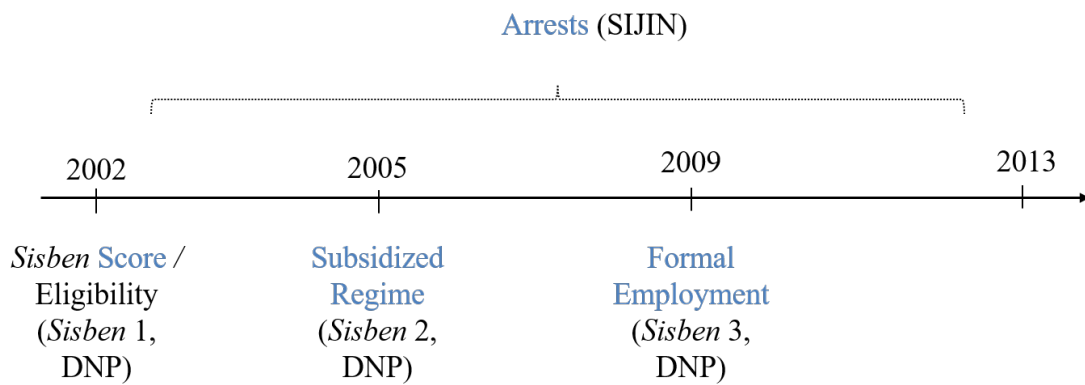 Arrests (SIJIN)
2002
2005
2009
2013
Sisben Score /
Eligibility
(Sisben 1,
DNP)
Subsidized
Regime
(Sisben 2,
DNP)
Formal
Employment
(Sisben 3,
DNP)